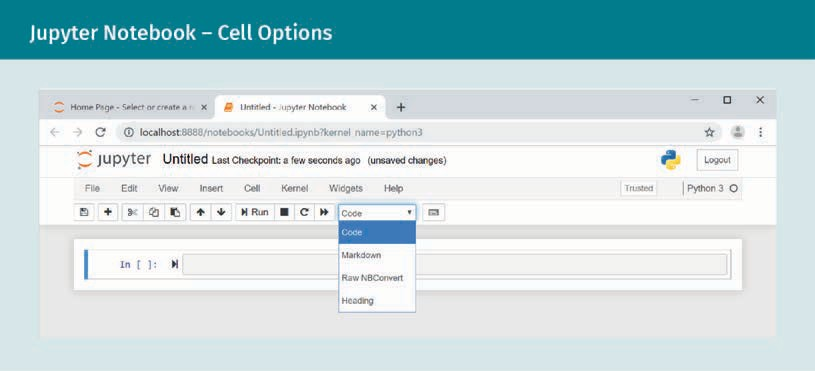 Jupyter Notebook – Cell Options
Home Page - Select or create a n
Untitled - Jupyter Notebook
localhost:8888/notebooks/Untitled.ipynb?kernel_name=python3
jupyter Untitled Last Checkpoint: a few seconds ago (unsaved changes)
Logout
File Edit View Insert Cell Kernel Widgets Help
Trusted
Python 3
Run
Code
Code
In [ ]:
Markdown
Raw NBConvert
Heading